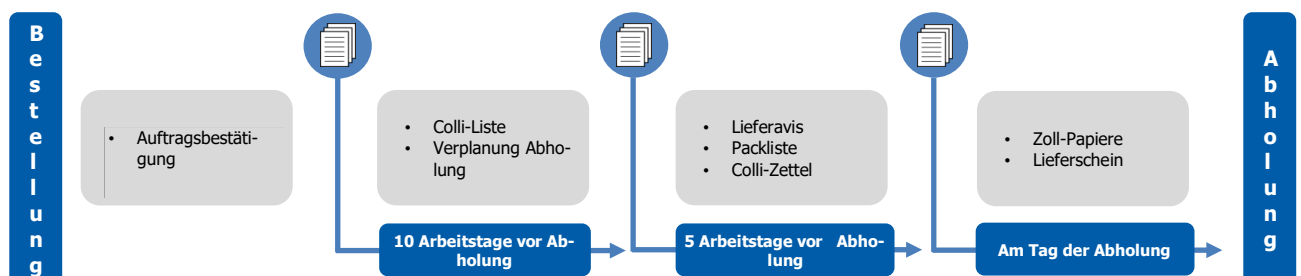 Bestellung
• Auftragsbestäti-
gung
• Colli-Liste
• Verplanung Abho-
lung
10 Arbeitstage vor Ab-
holung
• Lieferavis
• Packliste
• Colli-Zettel
5 Arbeitstage vor Abho-
lung
• Zoll-Papiere
• Lieferschein
Am Tag der Abholung
Abholung